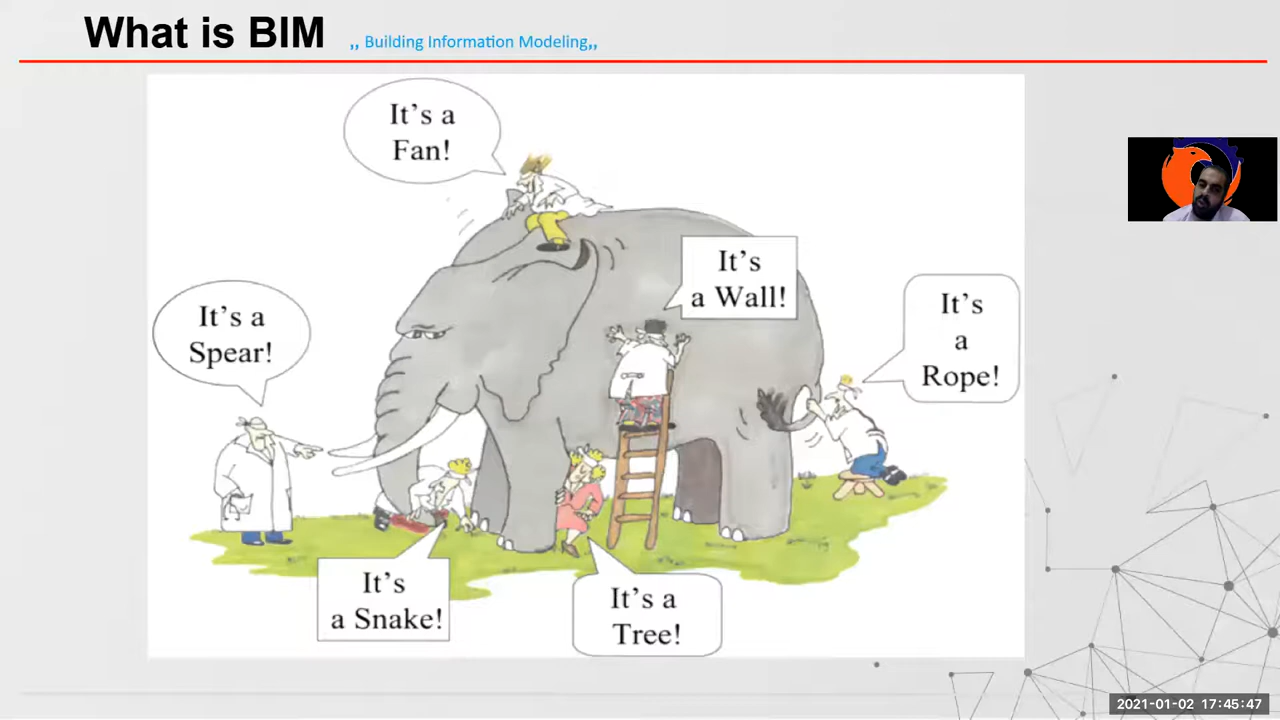 What is BIM ,, Building Information Modeling,,
It's a
Fan!
It's
a Wall!
It's a
Spear!
It's
a
Rope!
It's
a Snake!
It's a
Tree!
2021-01-02 17:45:47